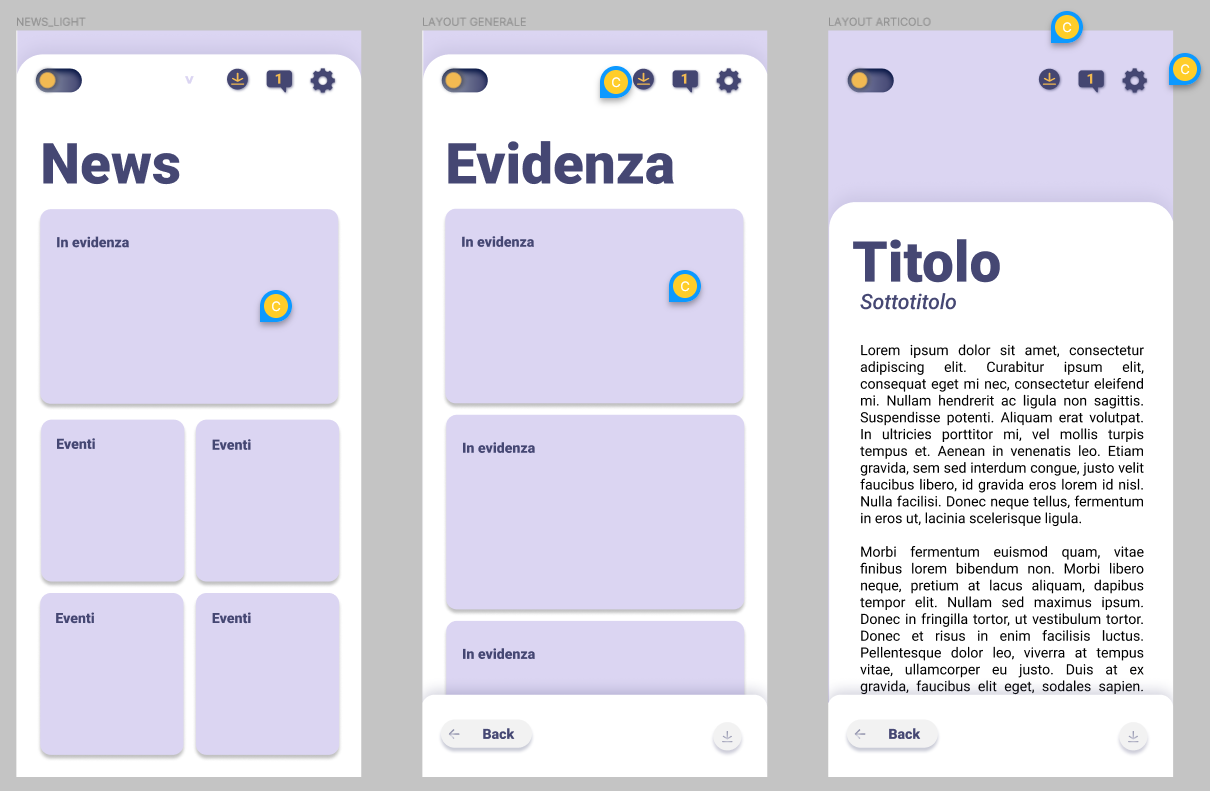 NEWS_LIGHT
v
1
News
In evidenza
C
Eventi
Eventi
Eventi
Eventi
LAYOUT GENERALE
C
1
Evidenza
In evidenza
C
In evidenza
In evidenza
Back
LAYOUT ARTICOLO
C
C
1
Titolo
Sottotitolo
Lorem ipsum dolor sit amet, consectetur
adipiscing elit. Curabitur ipsum elit,
consequat eget mi nec, consectetur eleifend
mi. Nullam hendrerit ac ligula non sagittis.
Suspendisse potenti. Aliquam erat volutpat.
In ultricies porttitor mi, vel mollis turpis
tempus et. Aenean in venenatis leo. Etiam
gravida, sem sed interdum congue, justo velit
faucibus libero, id gravida eros lorem id nisl.
Nulla facilisi. Donec neque tellus, fermentum
in eros ut, lacinia scelerisque ligula.
Morbi fermentum euismod quam, vitae
finibus lorem bibendum non. Morbi libero
neque, pretium at lacus aliquam, dapibus
tempor elit. Nullam sed maximus ipsum.
Donec in fringilla tortor, ut vestibulum tortor.
Donec et risus in enim facilisis luctus.
Pellentesque dolor leo, viverra at tempus
vitae, ullamcorper eu justo. Duis at ex
gravida, faucibus elit eget, sodales sapien.
Back